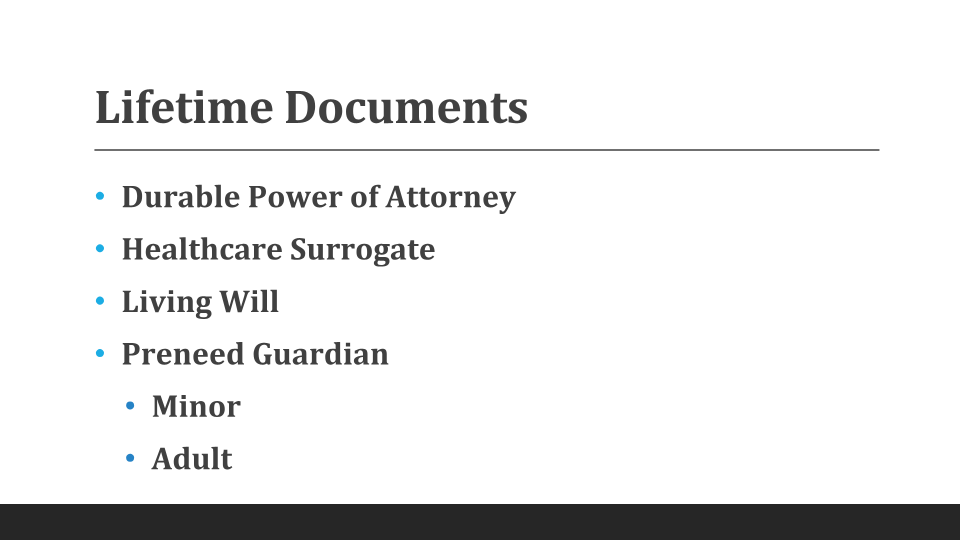 Lifetime Documents
• Durable Power of Attorney
• Healthcare Surrogate
• Living Will
• Preneed Guardian
• Minor
• Adult